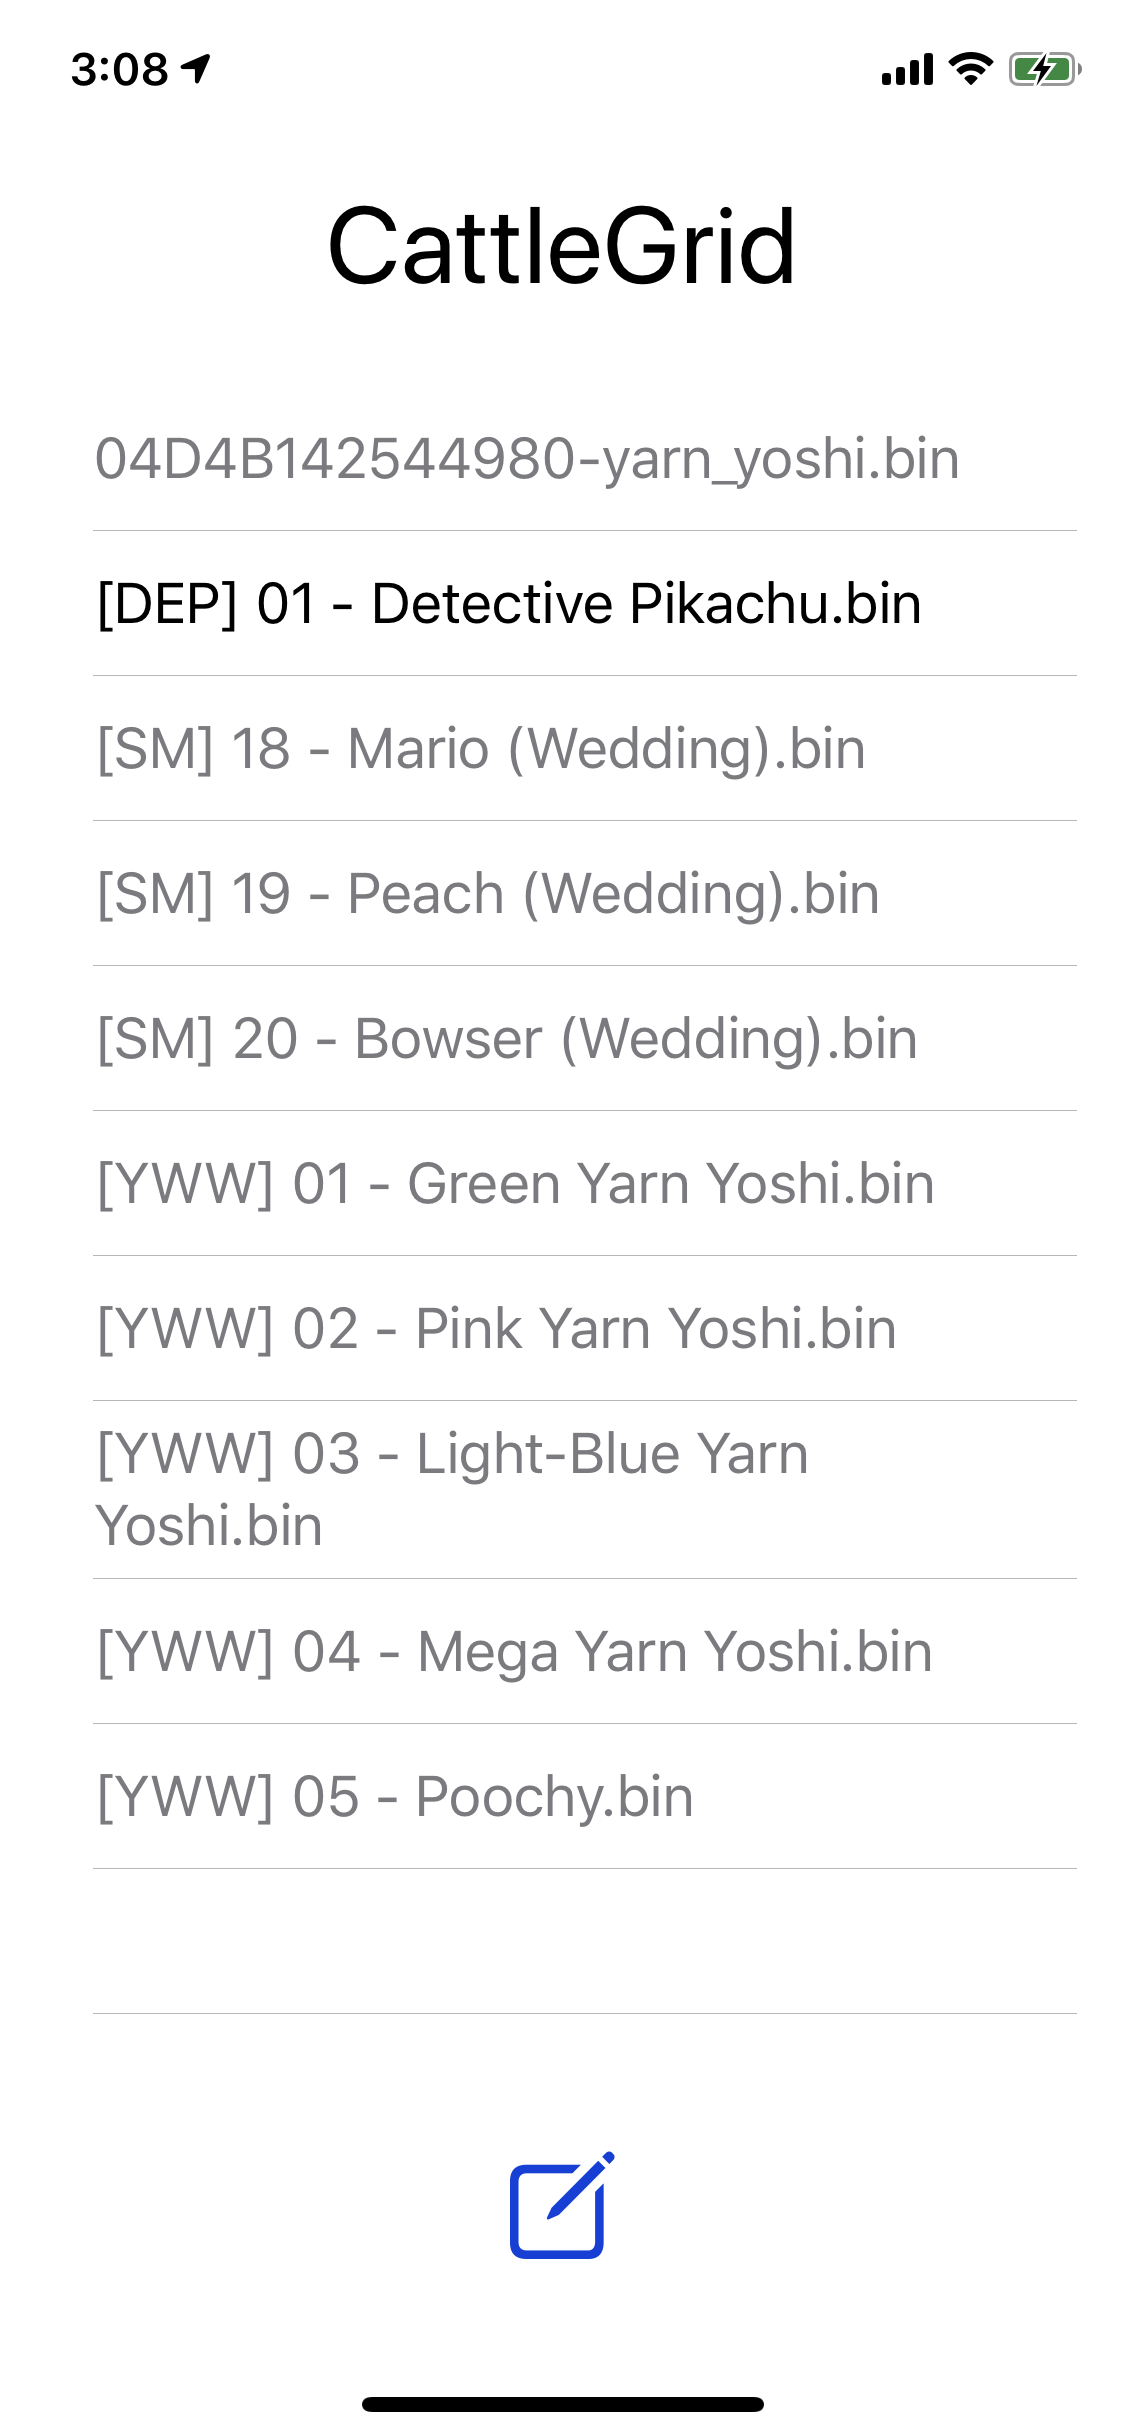 3:08
CattleGrid
04D4B142544980-yarn_yoshi.bin
[DEP] 01 - Detective Pikachu.bin
[SM] 18 - Mario (Wedding).bin
[SM] 19 - Peach (Wedding).bin
[SM] 20 - Bowser (Wedding).bin
[YWW] 01 - Green Yarn Yoshi.bin
[YWW] 02 - Pink Yarn Yoshi.bin
[YWW] 03 - Light-Blue Yarn
Yoshi.bin
[YWW] 04 - Mega Yarn Yoshi.bin
[YWW] 05 - Poochy.bin